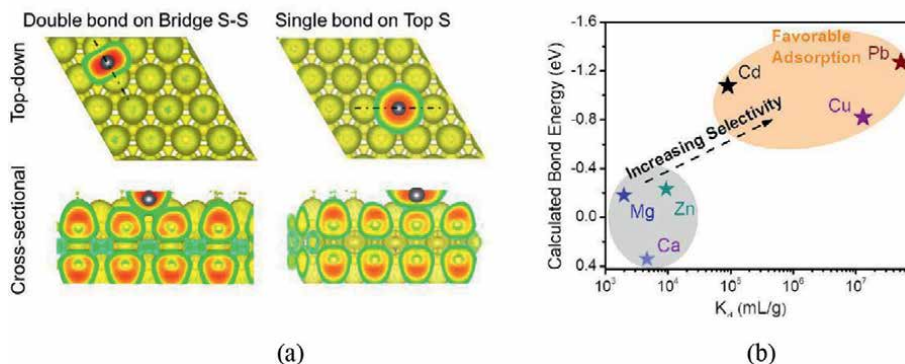 Double bond on Bridge S-S
Single bond on Top S
Top-down
Cross-sectional
(a)
Calculated Bond Energy (eV)
-1.6
-1.2
-0.8
-0.4
0.0
0.4
Favorable
Adsorption
Pb
Cd
Cu
Increasing Selectivity
Mg
Zn
Ca
10³
10⁴
10⁵
10⁶
10⁷
K_d (mL/g)
(b)